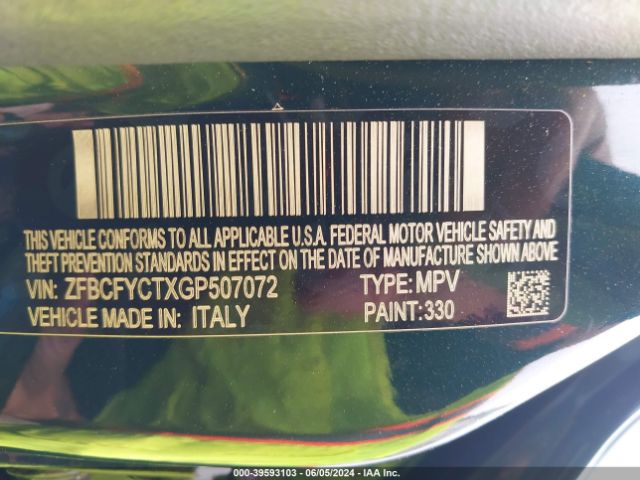 THIS VEHICLE CONFORMS TO ALL APPLICABLE U.S.A. FEDERAL MOTOR VEHICLE SAFETY AND
THEFT PREVENTION STANDARDS IN EFFECT ON THE DATE OF MANUFACTURE SHOWN ABOVE
VIN: ZFBCFYCTXGP507072 TYPE: MPV
VEHICLE MADE IN: ITALY PAINT: 330
000-39593103 - 06/05/2024 - IAA Inc.